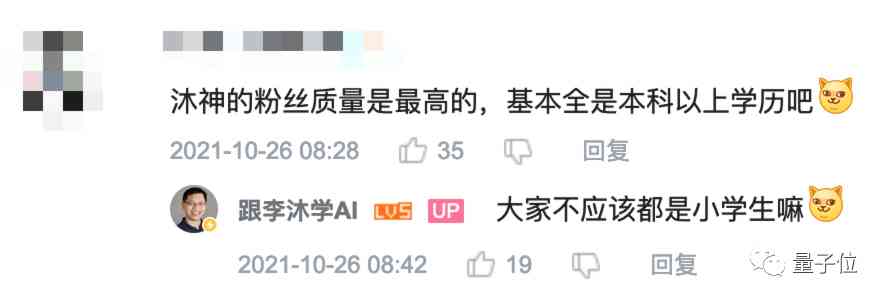 沐神的粉丝质量是最高的，基本全是本科以上学历吧
2021-10-26 08:28 35 回复
跟李沐学AI LV5 UP 大家不应该都是小学生嘛
2021-10-26 08:42 19 回复
量子位